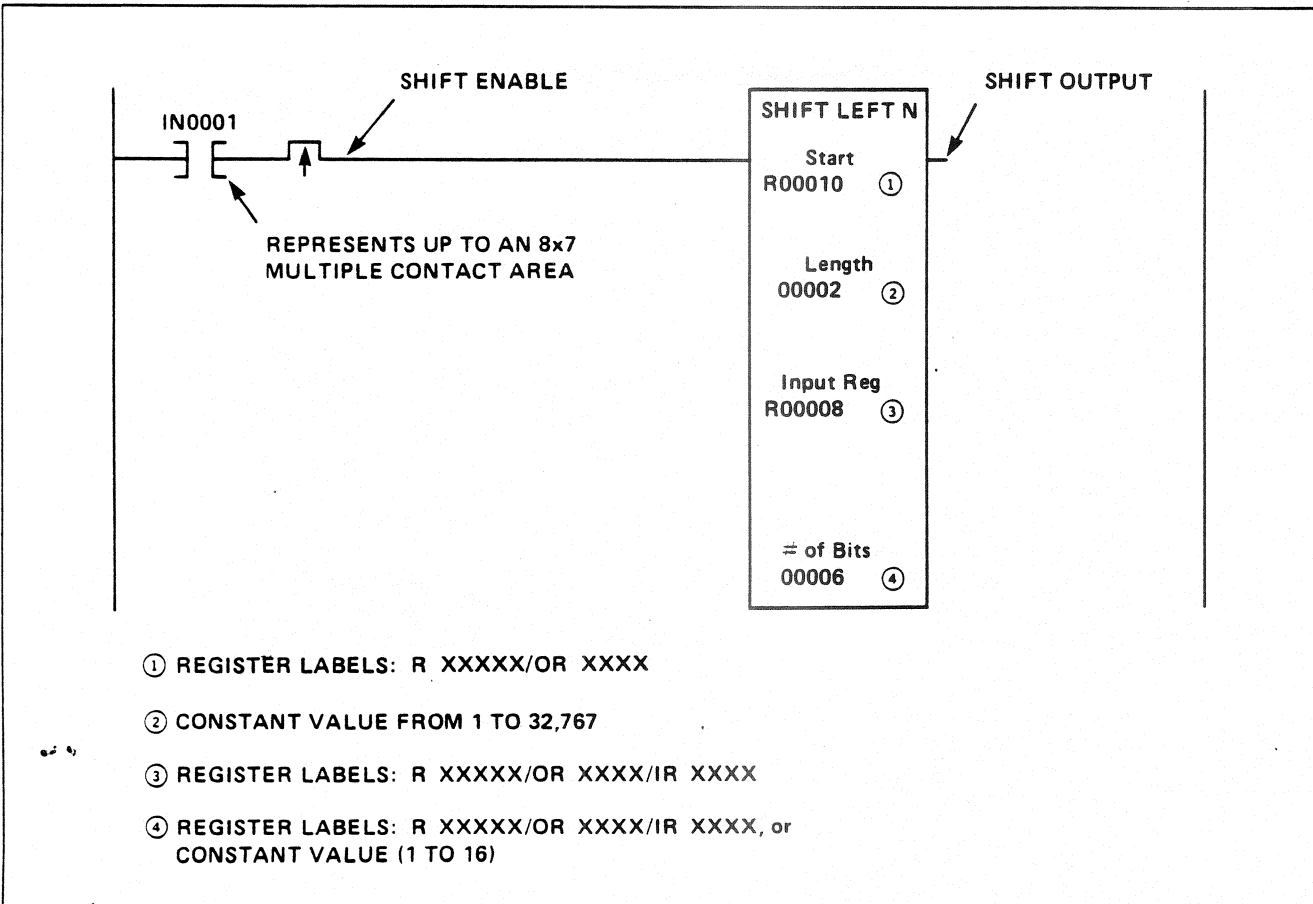 SHIFT ENABLE
SHIFT OUTPUT
IN0001
SHIFT LEFT N
Start
R00010 ①
REPRESENTS UP TO AN 8x7
MULTIPLE CONTACT AREA
Length
00002 ②
Input Reg
R00008 ③
# of Bits
00006 ④
① REGISTER LABELS: R XXXXX/OR XXXX
② CONSTANT VALUE FROM 1 TO 32,767
③ REGISTER LABELS: R XXXXX/OR XXXX/IR XXXX
④ REGISTER LABELS: R XXXXX/OR XXXX/IR XXXX, or
CONSTANT VALUE (1 TO 16)